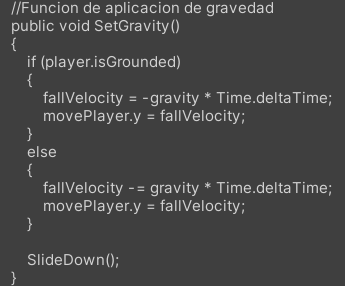 //Funcion de aplicacion de gravedad
public void SetGravity()
{
if (player.isGrounded)
{
fallVelocity = -gravity * Time.deltaTime;
movePlayer.y = fallVelocity;
}
else
{
fallVelocity -= gravity * Time.deltaTime;
movePlayer.y = fallVelocity;
}
SlideDown();
}